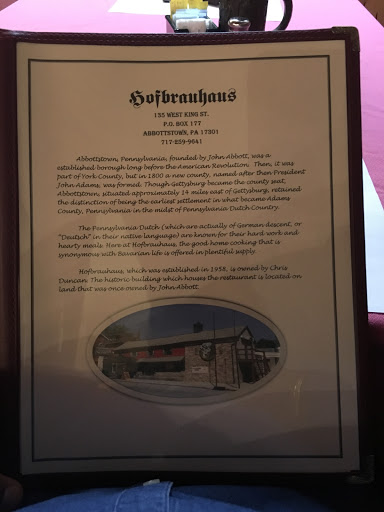 Hofbrauhaus
135 WEST KING ST.
P.O. BOX 177
ABBOTTSTOWN, PA 17301
717-259-9641
Abbottstown, Pennsylvania, founded by John Abbott, was a
established borough long before the American Revolution. Then, it was
part of York County, but in 1800 a new county, named after then President
John Adams, was formed. Though Gettysburg became the county seat,
Abbottstown, situated approximately 14 miles east of Gettysburg, retained
the distinction of being the earliest settlement in what became Adams
County, Pennsylvania in the midst of Pennsylvania Dutch Country.
The Pennsylvania Dutch (which are actually of German descent, or
"Deutsch" in their native language) are known for their hard work and
hearty meals. Here at Hofbrauhaus, the good home cooking that is
synonymous with Bavarian life is offered in plentiful supply.
Hofbrauhaus, which was established in 1958, is owned by Chris
Duncan. The historic building which houses the restaurant is located on
land that was once owned by John Abbott.